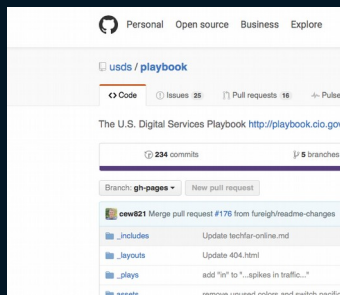 Personal Open source Business Explore
usds / playbook
Code Issues 25 Pull requests 16 Pulse
The U.S. Digital Services Playbook http://playbook.cio.gov
234 commits 5 branches
Branch: gh-pages New pull request
cew821 Merge pull request #176 from fureigh/readme-changes
_includes Update techfar-online.md
_layouts Update 404.html
_plays add "in" to "...spikes in traffic..."
assets remove unused colors and switch pacific